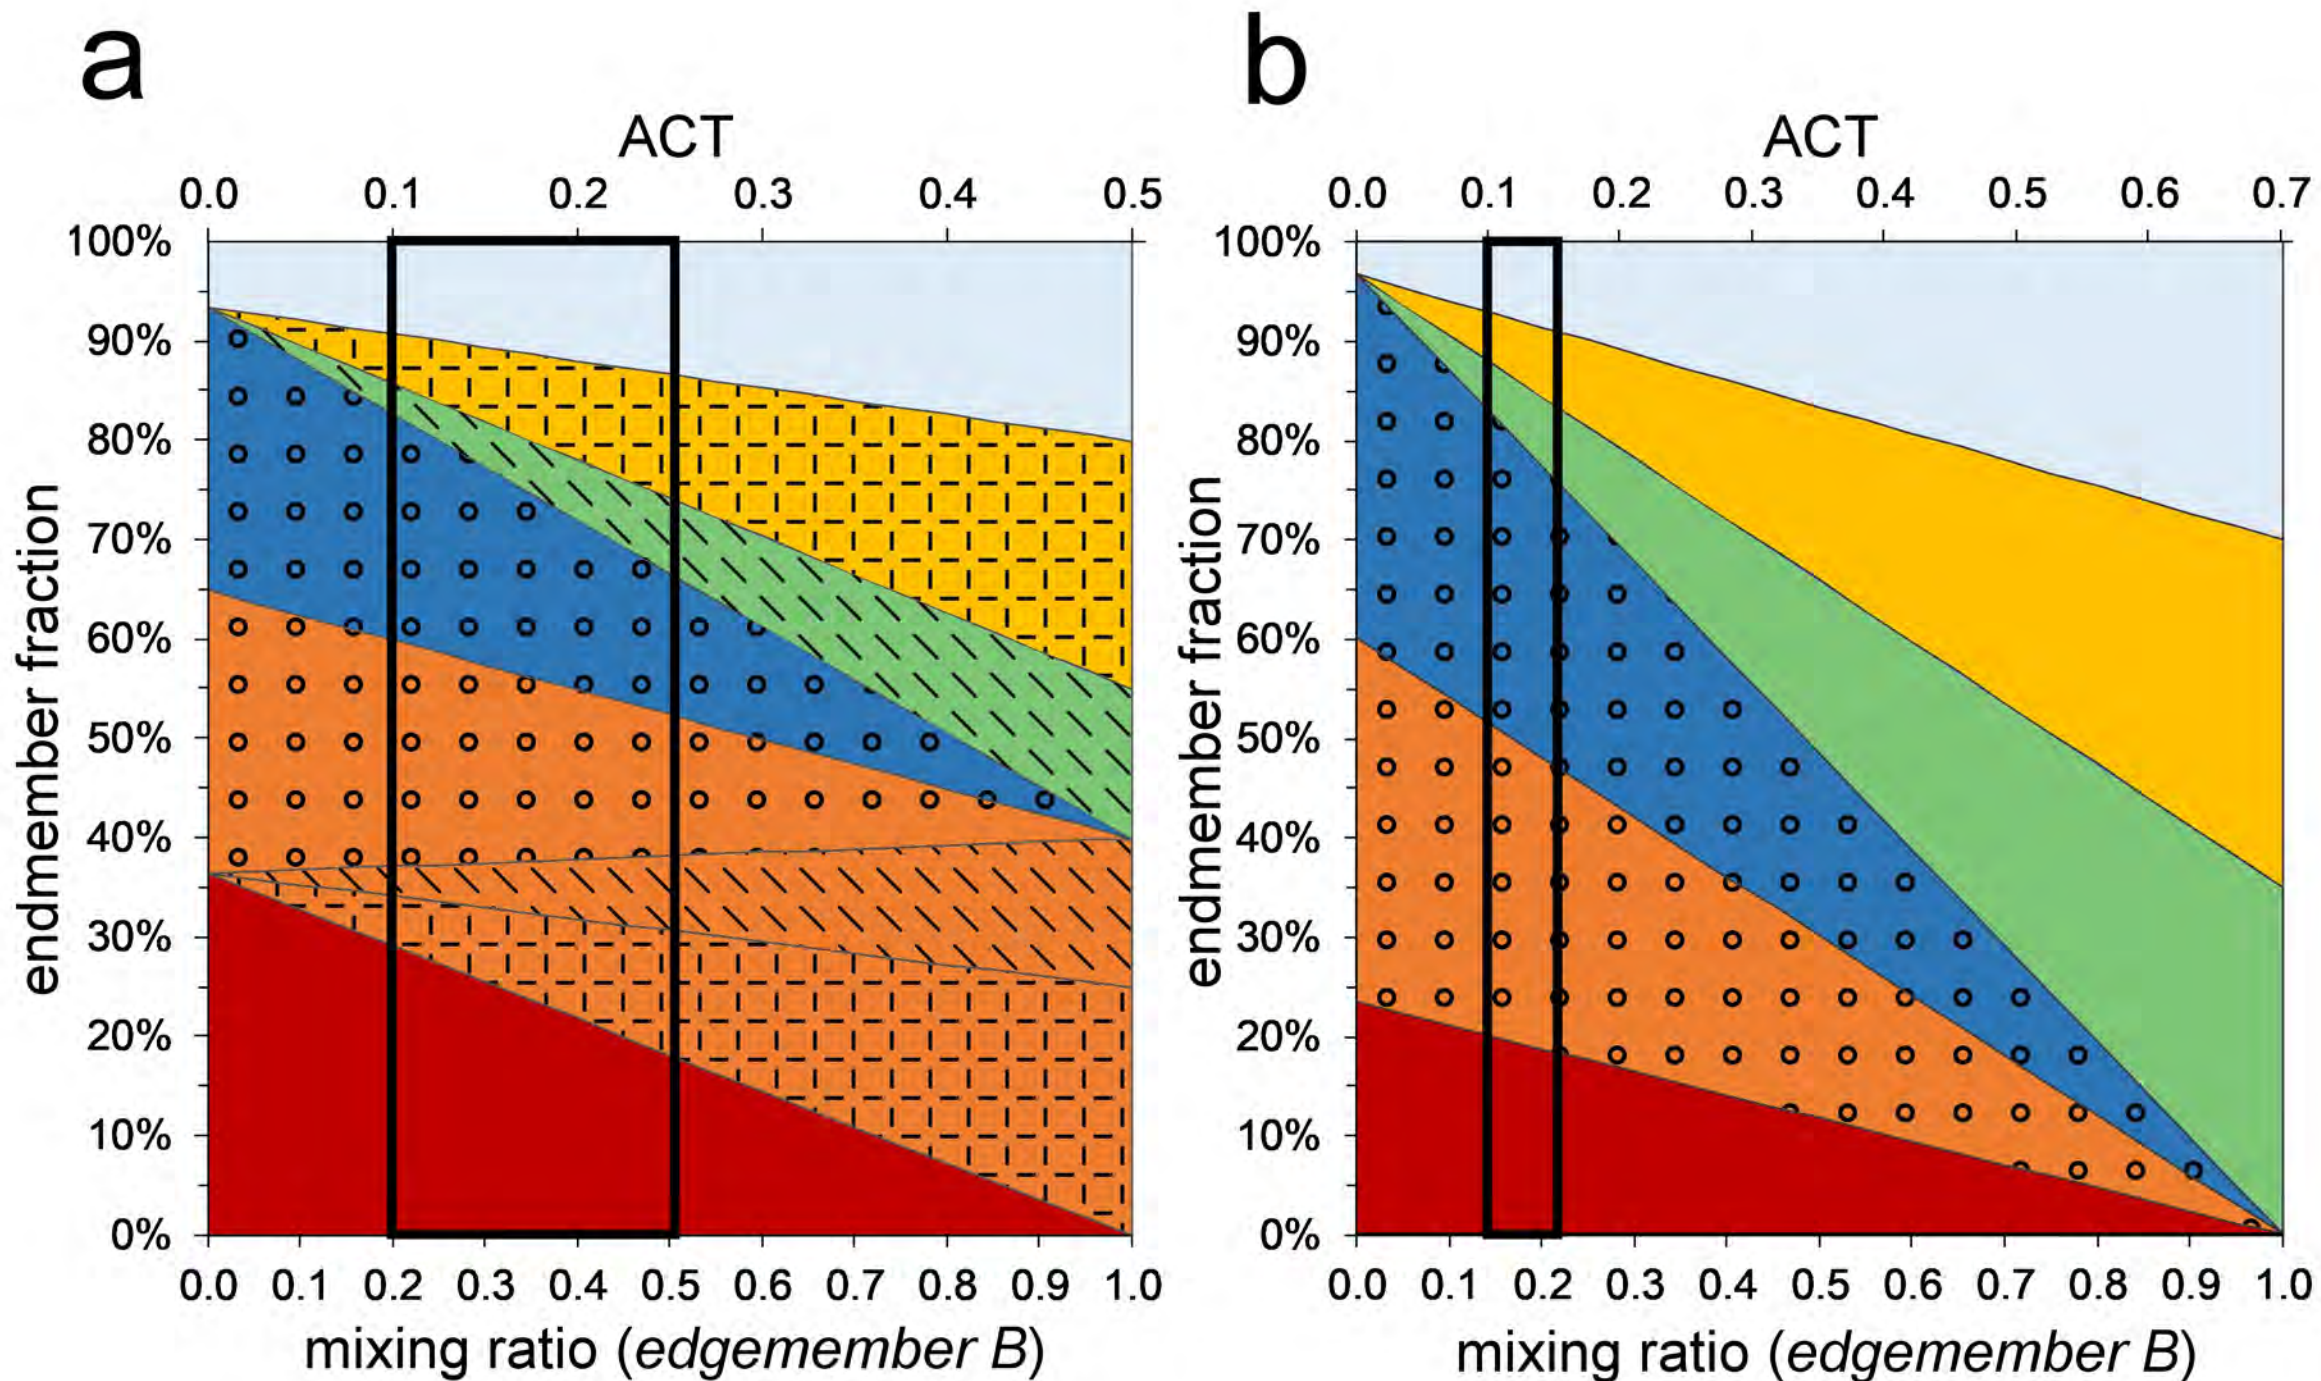 a
ACT
0.0 0.1 0.2 0.3 0.4 0.5
100%
90%
80%
70%
60%
50%
40%
30%
20%
10%
0%
endmember fraction
0.0 0.1 0.2 0.3 0.4 0.5 0.6 0.7 0.8 0.9 1.0
mixing ratio (edgemember B)
b
ACT
0.0 0.1 0.2 0.3 0.4 0.5 0.6 0.7
100%
90%
80%
70%
60%
50%
40%
30%
20%
10%
0%
endmember fraction
0.0 0.1 0.2 0.3 0.4 0.5 0.6 0.7 0.8 0.9 1.0
mixing ratio (edgemember B)